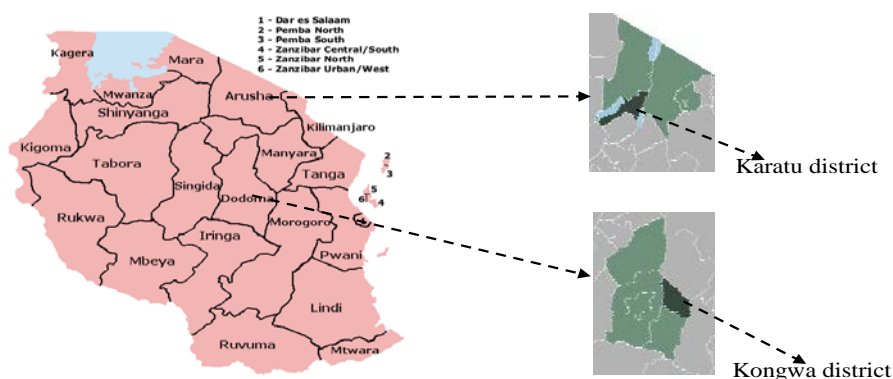 1 - Dar es Salaam
2 - Pemba North
3 - Pemba South
4 - Zanzibar Central/South
5 - Zanzibar North
6 - Zanzibar Urban/West
Kagera
Mara
Mwanza
Arusha
Shinyanga
Kilimanjaro
Kigoma
Manyara
Tabora
Tanga
2
3
Singida
Dodoma
5
6
4
Rukwa
Morogoro
1
Iringa
Pwani
Mbeya
Lindi
Ruvuma
Mtwara
Karatu district
Kongwa district